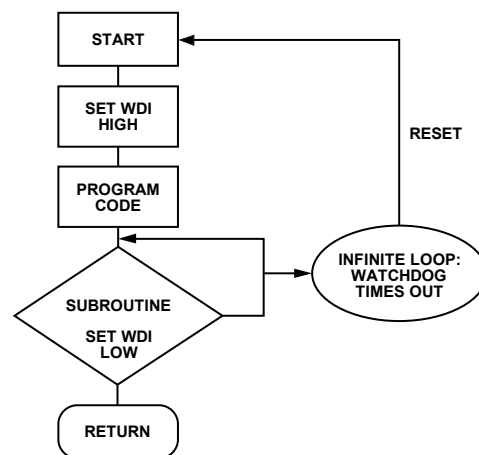 START
SET WDI
HIGH
PROGRAM
CODE
SUBROUTINE
SET WDI
LOW
RETURN
RESET
INFINITE LOOP:
WATCHDOG
TIMES OUT